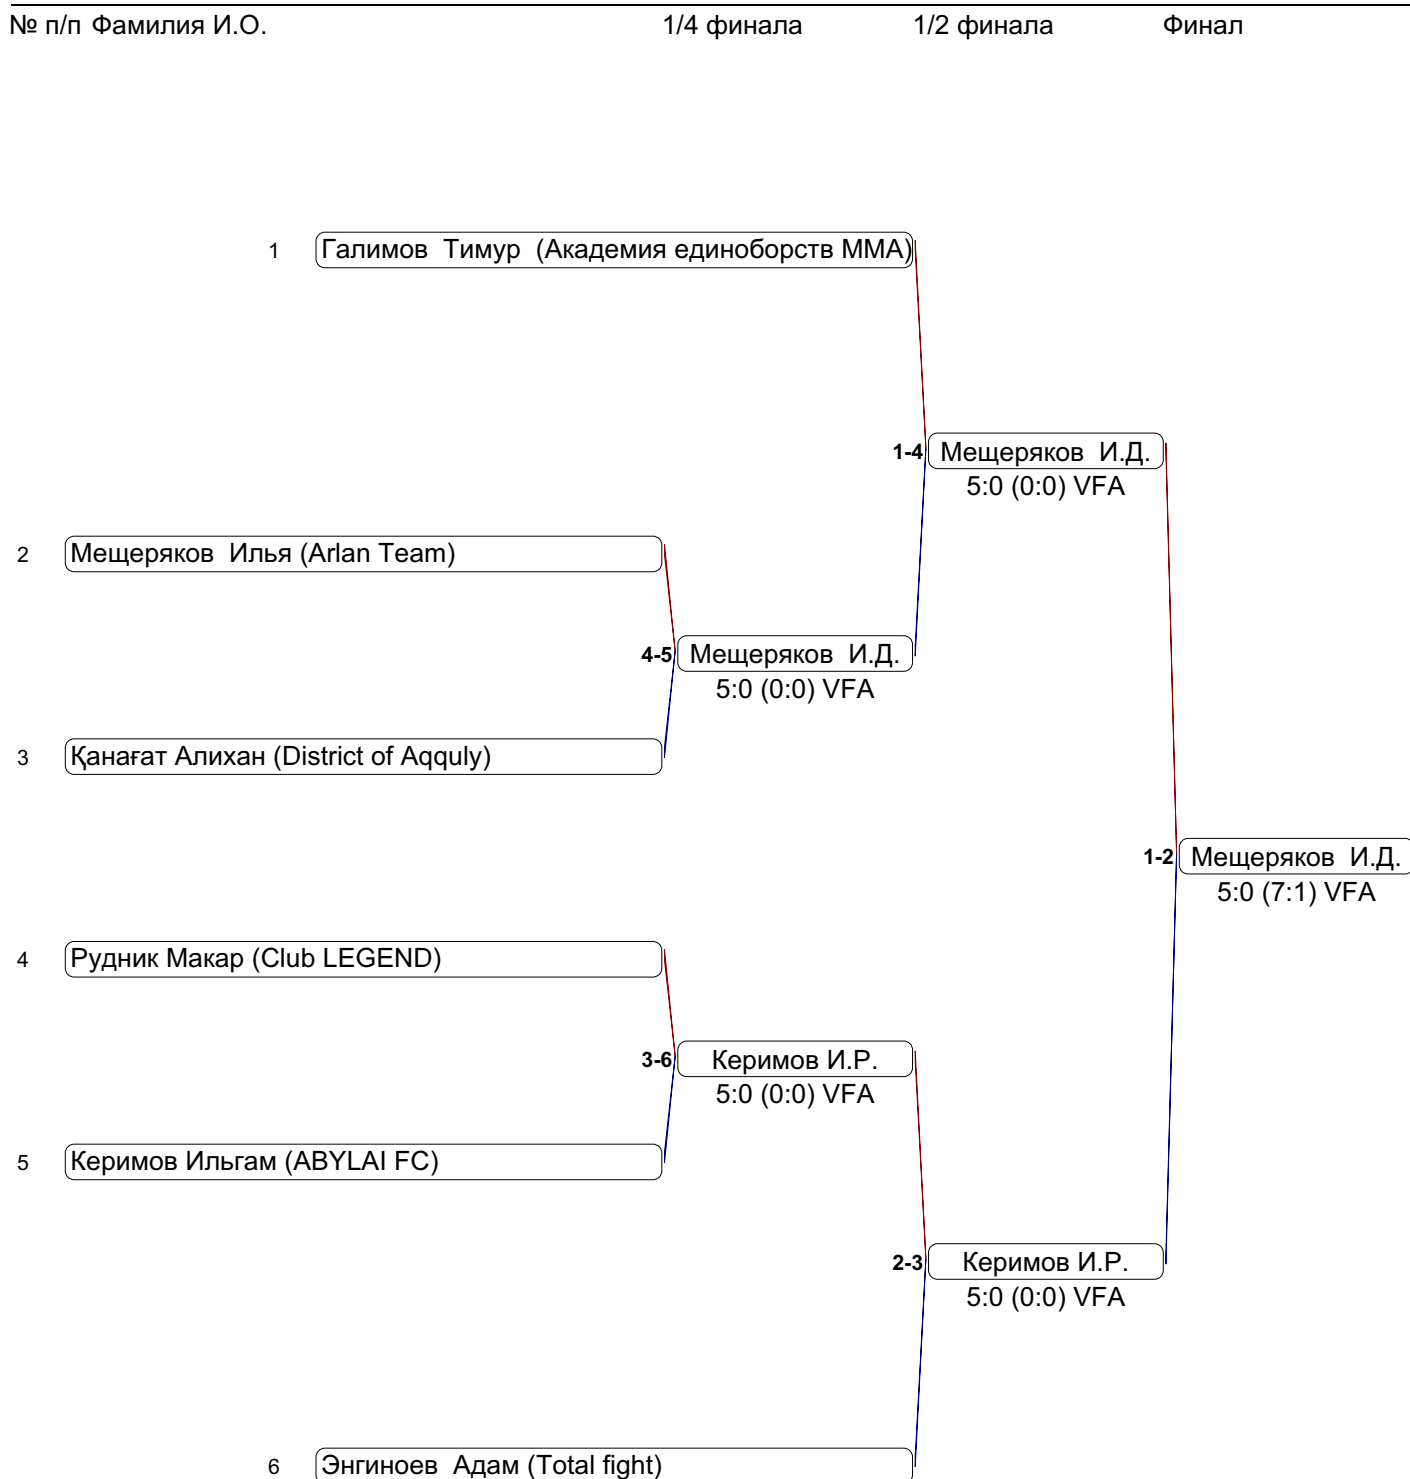 № п/п Фамилия И.О. 1/4 финала 1/2 финала Финал
1 Галимов Тимур (Академия единоборств ММА)
1-4 Мещеряков И.Д.
5:0 (0:0) VFA
2 Мещеряков Илья (Arlan Team)
4-5 Мещеряков И.Д.
5:0 (0:0) VFA
3 Қанағат Алихан (District of Aqquly)
1-2 Мещеряков И.Д.
5:0 (7:1) VFA
4 Рудник Макар (Club LEGEND)
3-6 Керимов И.Р.
5:0 (0:0) VFA
5 Керимов Ильгам (ABYLAI FC)
2-3 Керимов И.Р.
5:0 (0:0) VFA
6 Энгиноев Адам (Total fight)